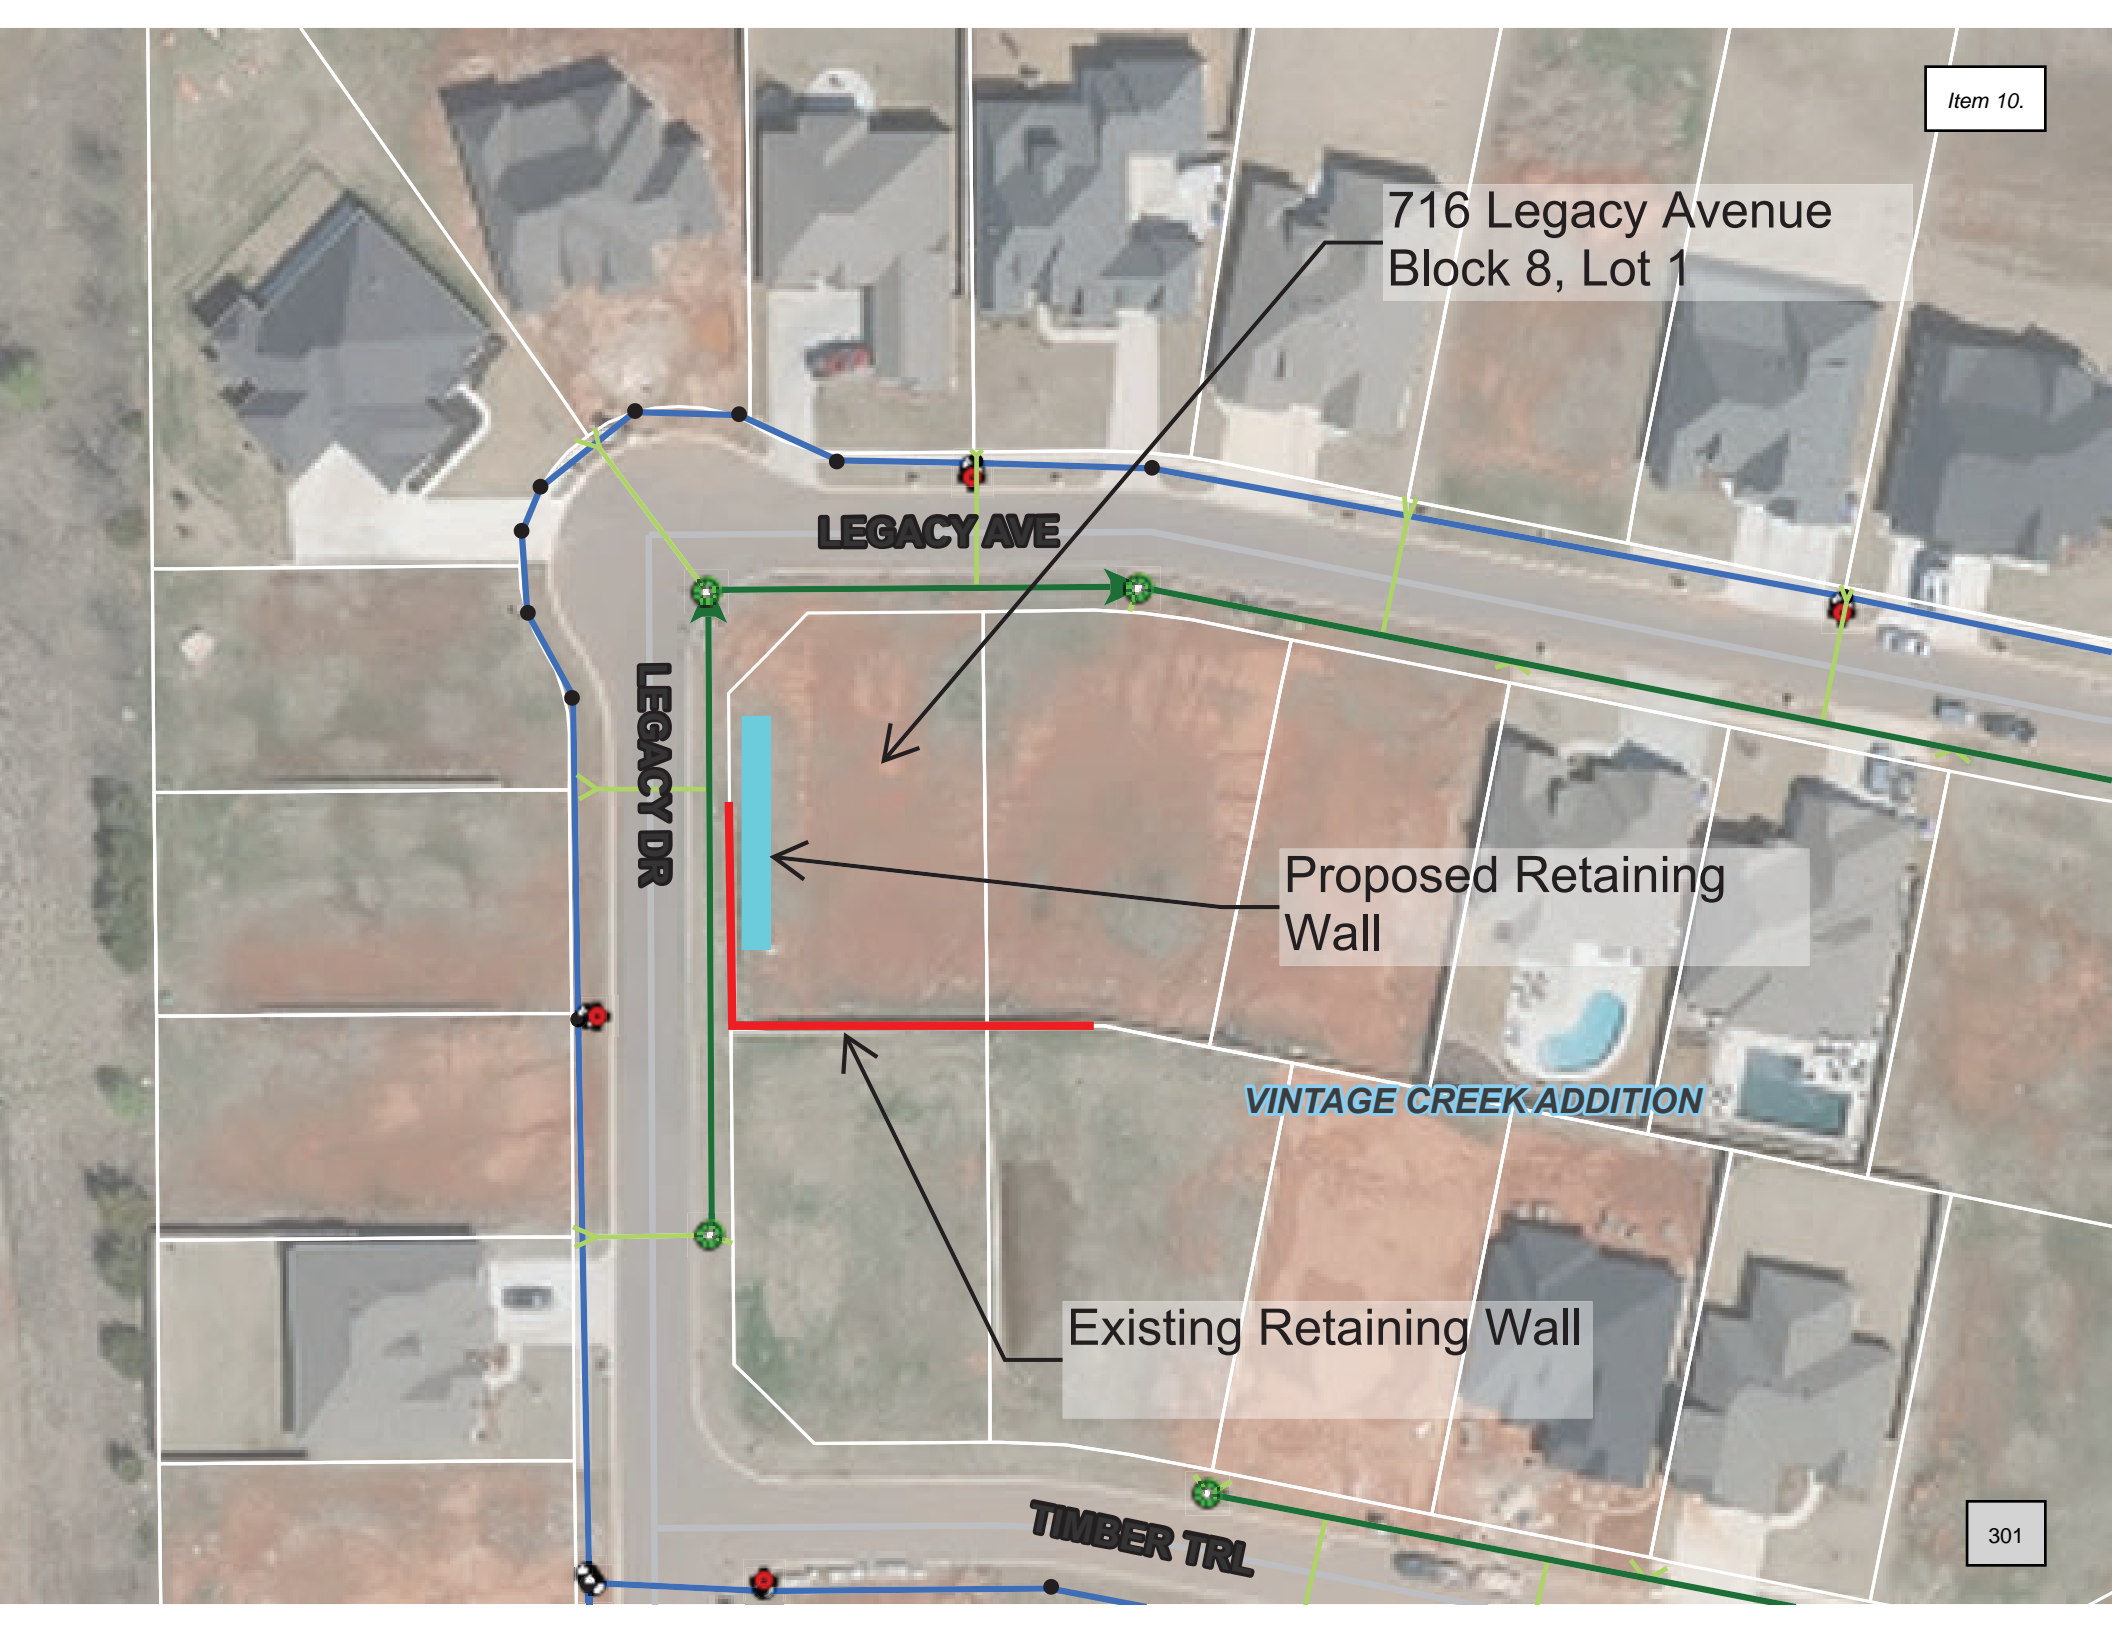 Item 10.
716 Legacy Avenue
Block 8, Lot 1
LEGACY AVE
LEGACY DR
Proposed Retaining
Wall
VINTAGE CREEK ADDITION
Existing Retaining Wall
TIMBER TRL
301